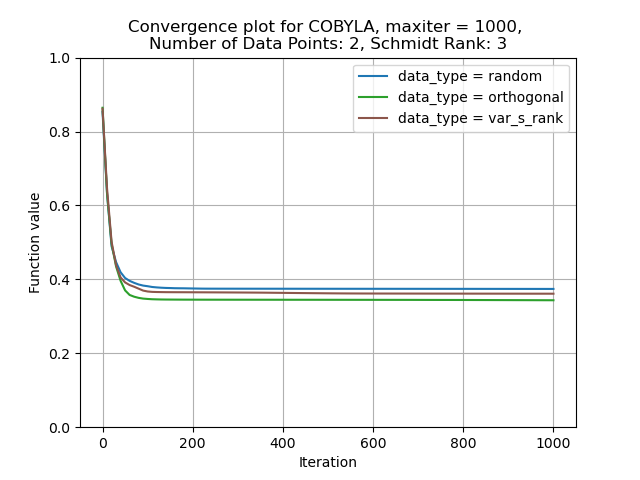 Convergence plot for COBYLA, maxiter = 1000,
Number of Data Points: 2, Schmidt Rank: 3
data_type = random
data_type = orthogonal
data_type = var_s_rank
Function value
1.0
0.8
0.6
0.4
0.2
0.0
0 200 400 600 800 1000
Iteration